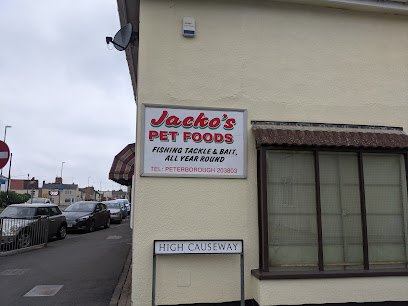 Jacko's
PET FOODS
FISHING TACKLE & BAIT,
ALL YEAR ROUND
TEL: PETERBOROUGH 203803
HIGH CAUSEWAY